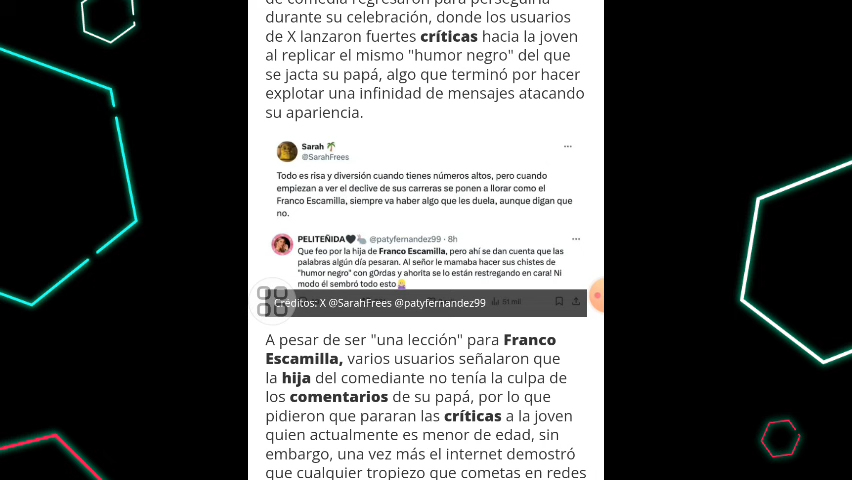 durante su celebración, donde los usuarios
de X lanzaron fuertes críticas hacia la joven
al replicar el mismo "humor negro" del que
se jacta su papá, algo que terminó por hacer
explotar una infinidad de mensajes atacando
su apariencia.
Sarah 🌴
@SarahFrees
Todo es risa y diversión cuando tienes números altos, pero cuando
empiezan a ver el declive de sus carreras se ponen a llorar como el
Franco Escamilla, siempre va haber algo que les duela, aunque digan que
no.
PELITEÑIDA🖤🦢 @patyfernandez99 · 8h
Que feo por la hija de Franco Escamilla, pero ahí se dan cuenta que las
palabras algún día pesaran. Al señor le mamaba hacer sus chistes de
"humor negro" con g0rdas y ahorita se lo están restregando en cara! Ni
modo él sembró todo esto 🤷‍♀️
Créditos: X @SarahFrees @patyfernandez99
A pesar de ser "una lección" para Franco
Escamilla, varios usuarios señalaron que
la hija del comediante no tenía la culpa de
los comentarios de su papá, por lo que
pidieron que pararan las críticas a la joven
quien actualmente es menor de edad, sin
embargo, una vez más el internet demostró
que cualquier tropiezo que cometas en redes